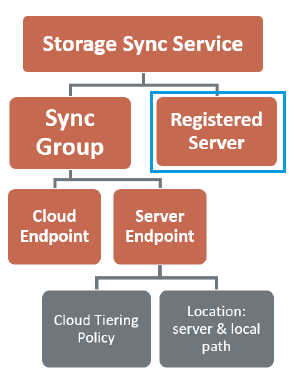 Storage Sync Service
Sync
Group
Registered
Server
Cloud
Endpoint
Server
Endpoint
Cloud Tiering
Policy
Location:
server & local
path